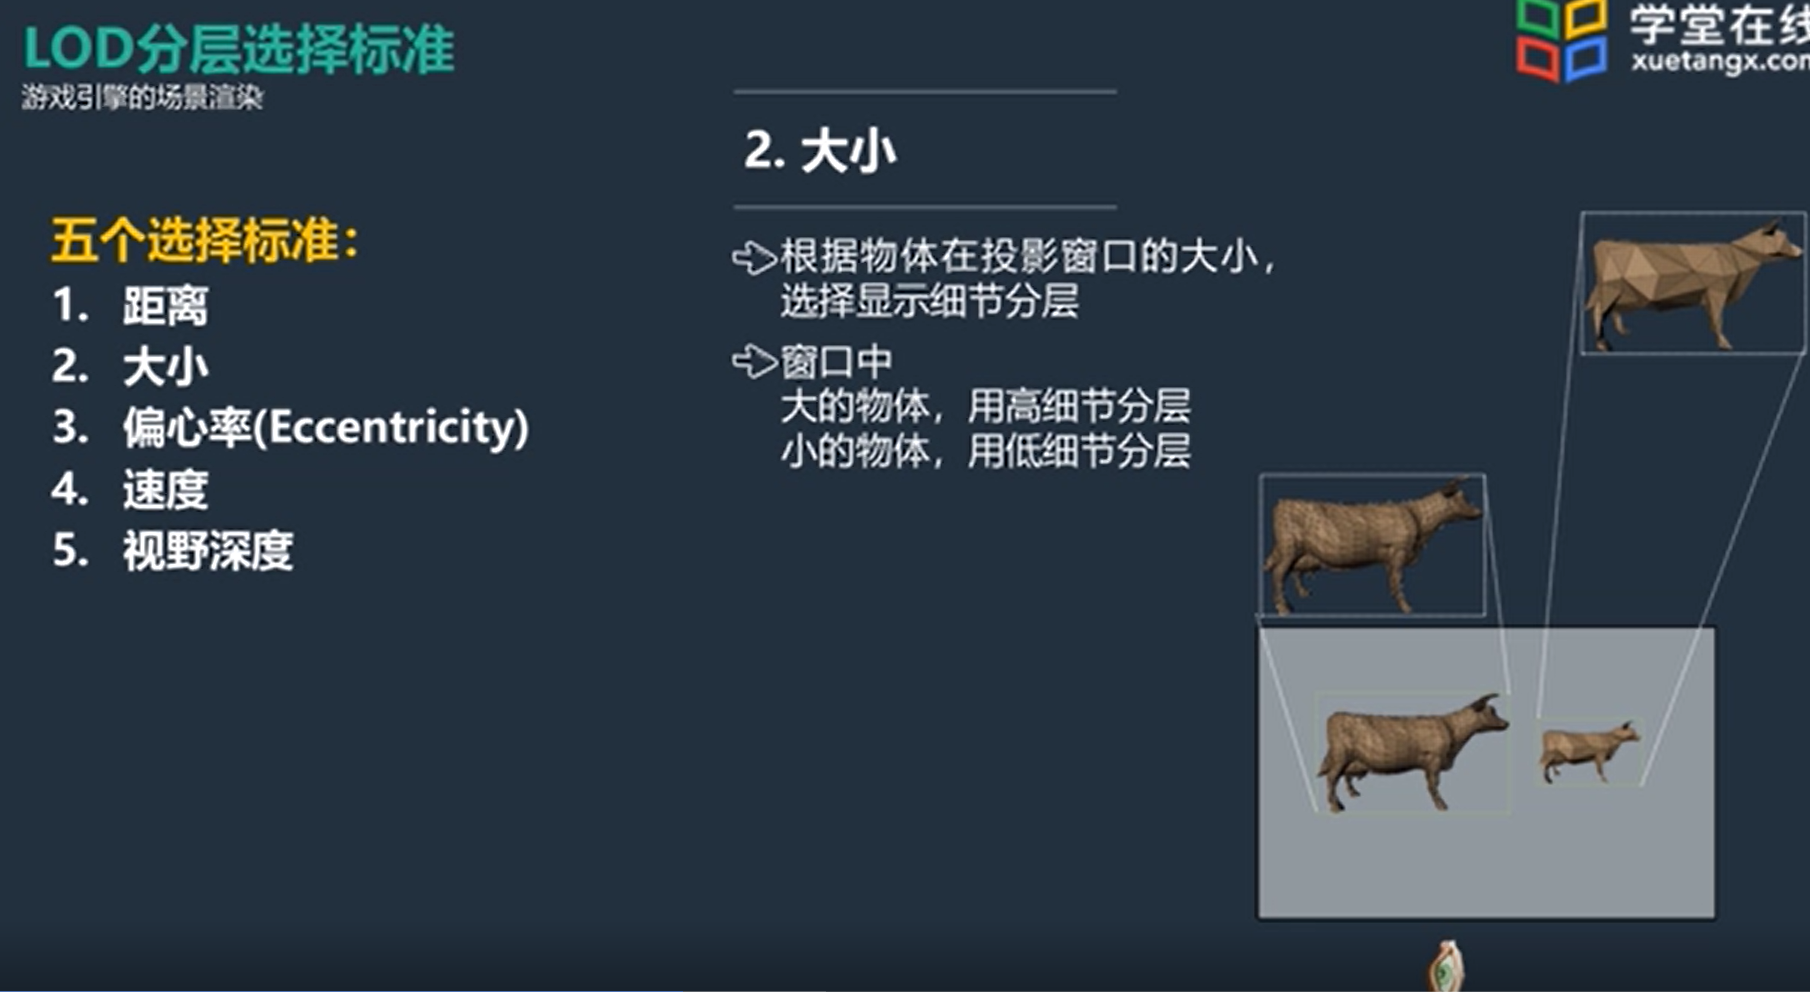 LOD分层选择标准
游戏引擎的场景渲染
学堂在线
xuetangx.com
五个选择标准：
1. 距离
2. 大小
3. 偏心率(Eccentricity)
4. 速度
5. 视野深度
2. 大小
根据物体在投影窗口的大小，
选择显示细节分层
窗口中
大的物体，用高细节分层
小的物体，用低细节分层